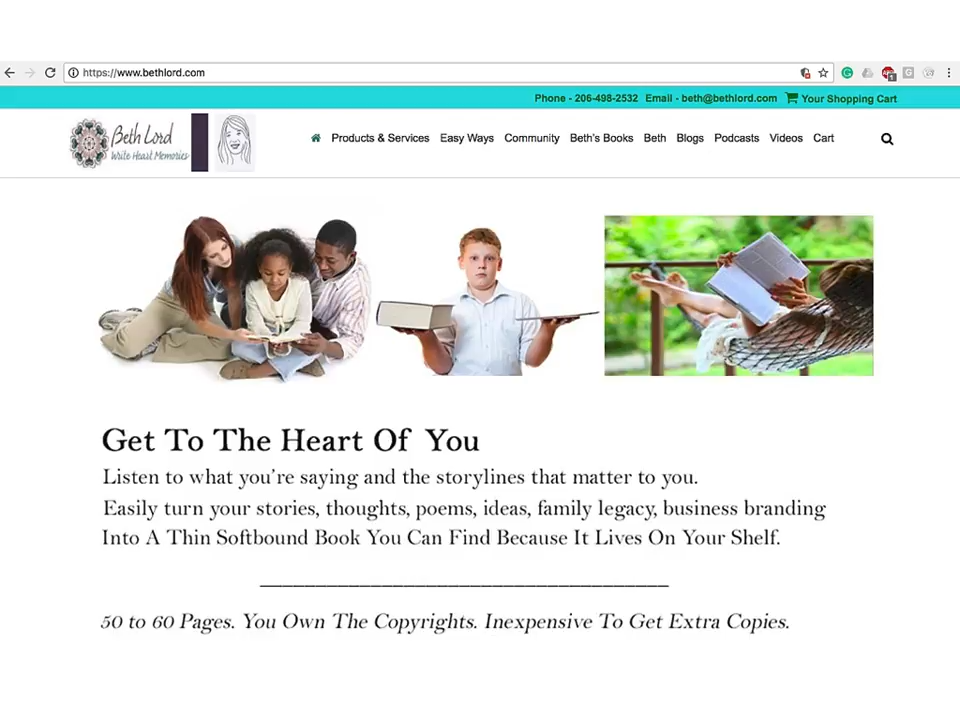 https://www.bethlord.com
Phone - 206-498-2532 Email - beth@bethlord.com Your Shopping Cart
Beth Lord
Write Heart Memories
Products & Services Easy Ways Community Beth's Books Beth Blogs Podcasts Videos Cart
Get To The Heart Of You
Listen to what you're saying and the storylines that matter to you.
Easily turn your stories, thoughts, poems, ideas, family legacy, business branding
Into A Thin Softbound Book You Can Find Because It Lives On Your Shelf.
50 to 60 Pages. You Own The Copyrights. Inexpensive To Get Extra Copies.